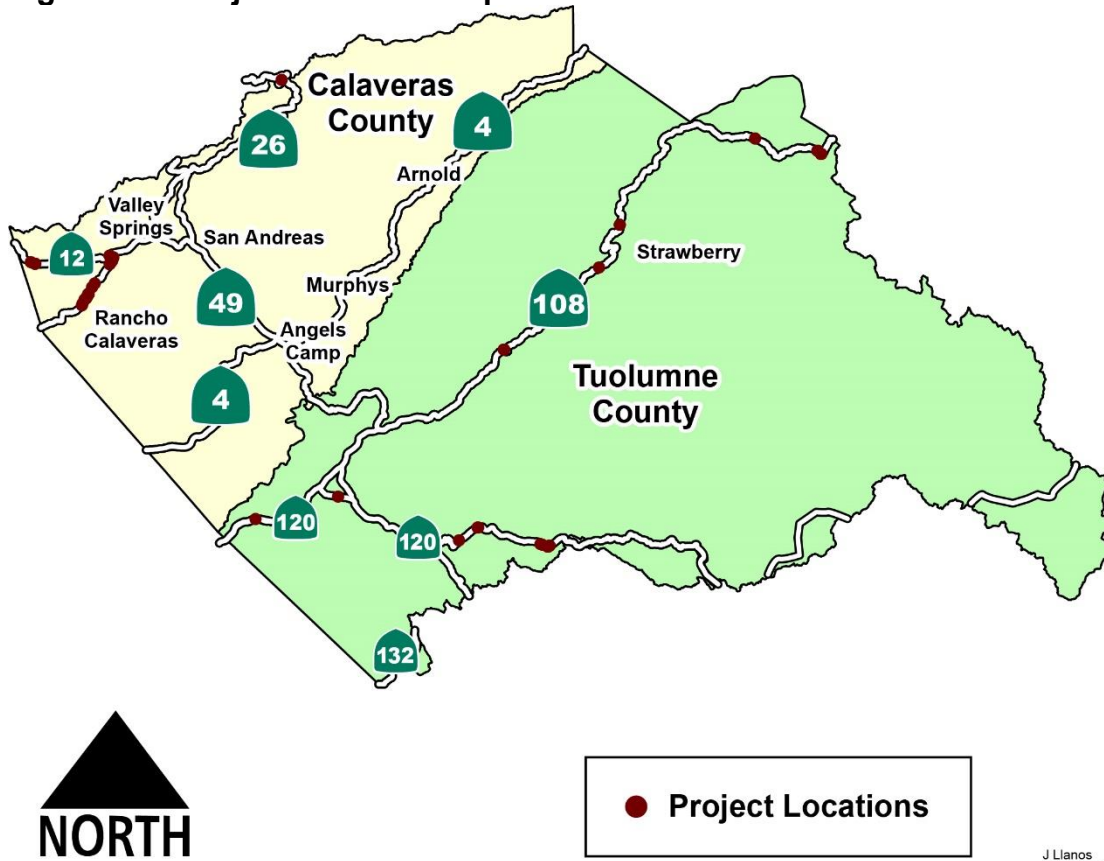 Calaveras
County
4
26
Arnold
Valley
Springs
San Andreas
12
Strawberry
Murphys
49
108
Rancho
Calaveras
Angels
Camp
4
Tuolumne
County
120
120
132
NORTH
Project Locations
J Llanos